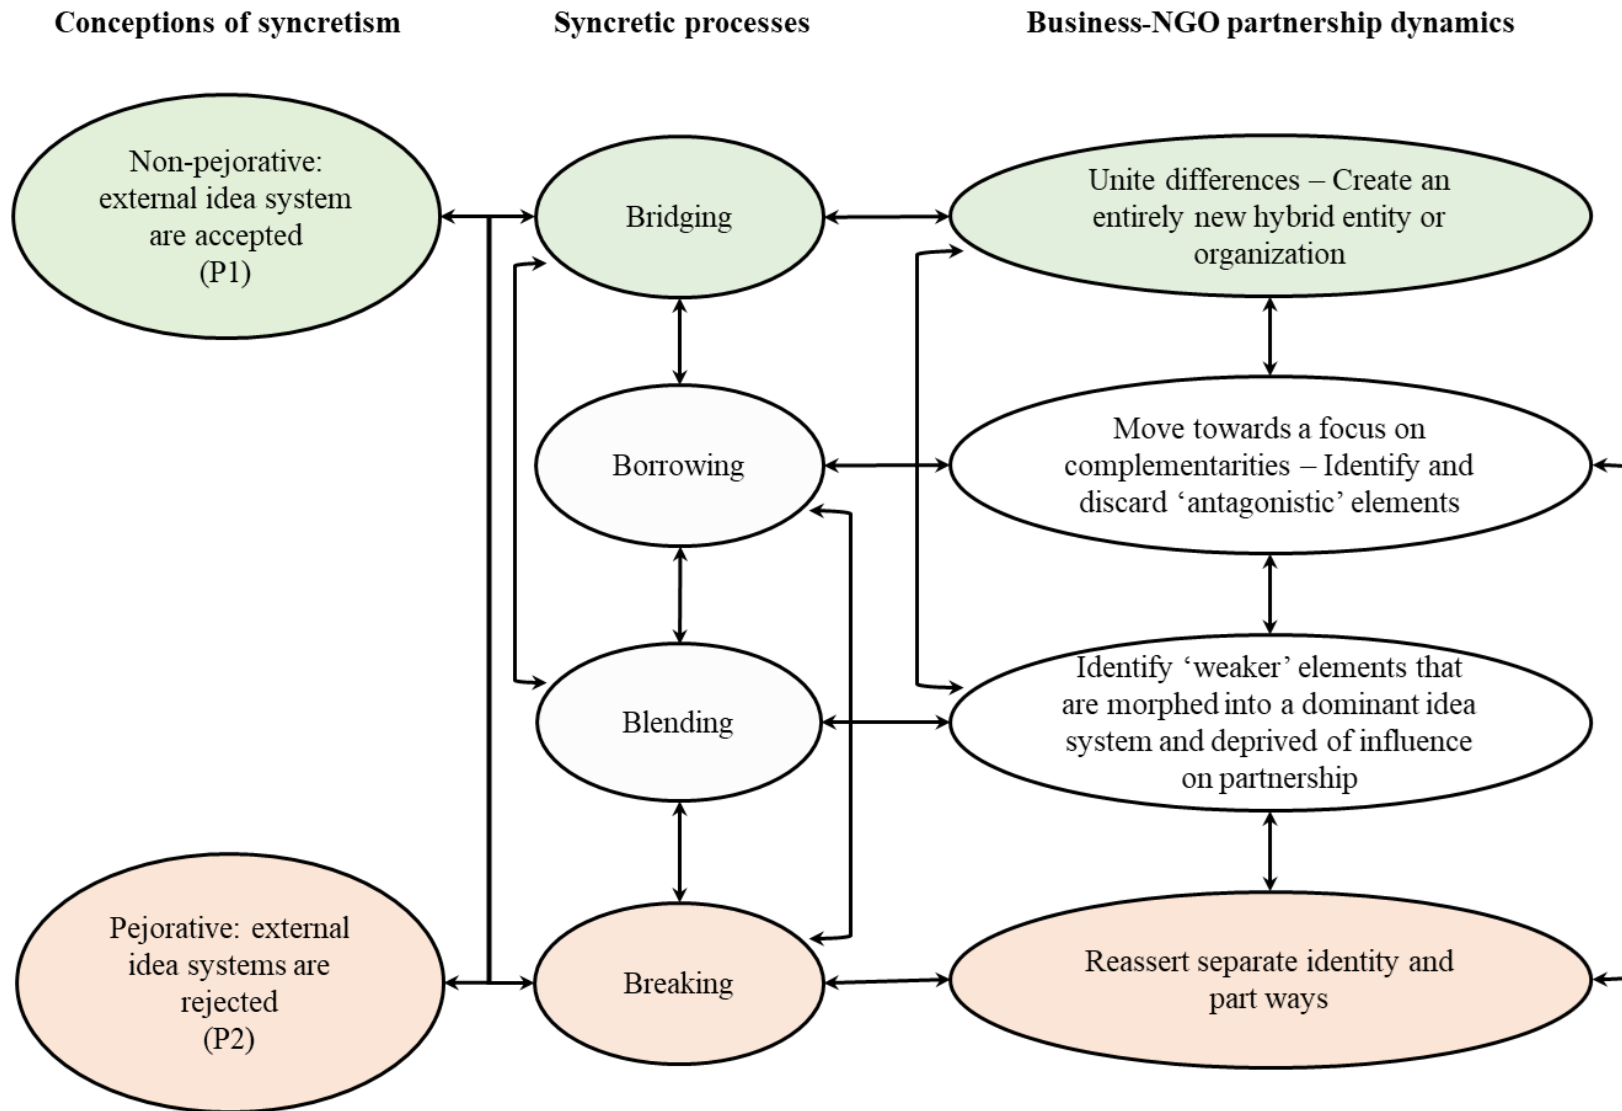 Conceptions of syncretism
Syncretic processes
Business-NGO partnership dynamics
Non-pejorative:
external idea system
are accepted
(P1)
Bridging
Unite differences – Create an
entirely new hybrid entity or
organization
Borrowing
Move towards a focus on
complementarities – Identify and
discard ‘antagonistic’ elements
Blending
Identify ‘weaker’ elements that
are morphed into a dominant idea
system and deprived of influence
on partnership
Pejorative: external
idea systems are
rejected
(P2)
Breaking
Reassert separate identity and
part ways